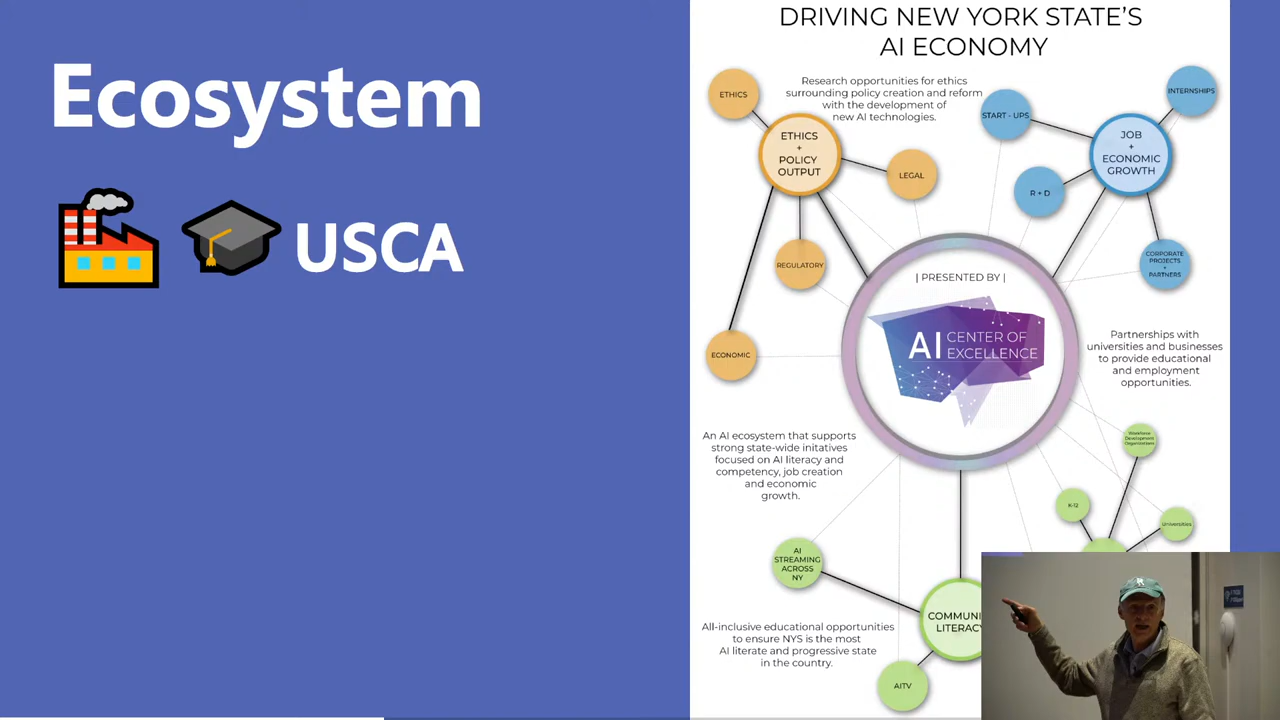 Ecosystem
USCA
DRIVING NEW YORK STATE'S
AI ECONOMY
Research opportunities for ethics
surrounding policy creation and reform
with the development of
new AI technologies.
ETHICS
ETHICS
+
POLICY
OUTPUT
LEGAL
REGULATORY
ECONOMIC
START - UPS
INTERNSHIPS
JOB
+
ECONOMIC
GROWTH
R + D
CORPORATE
PROJECTS
+
PARTNERS
| PRESENTED BY |
AI CENTER OF
EXCELLENCE
Partnerships with
universities and businesses
to provide educational
and employment
opportunities.
An AI ecosystem that supports
strong state-wide initatives
focused on AI literacy and
competency, job creation
and economic
growth.
Workforce
Development
Organizations
K-12
Universities
AI
STREAMING
ACROSS
NY
COMMUNI
LITERACY
All-inclusive educational opportunities
to ensure NYS is the most
AI literate and progressive state
in the country.
AITV